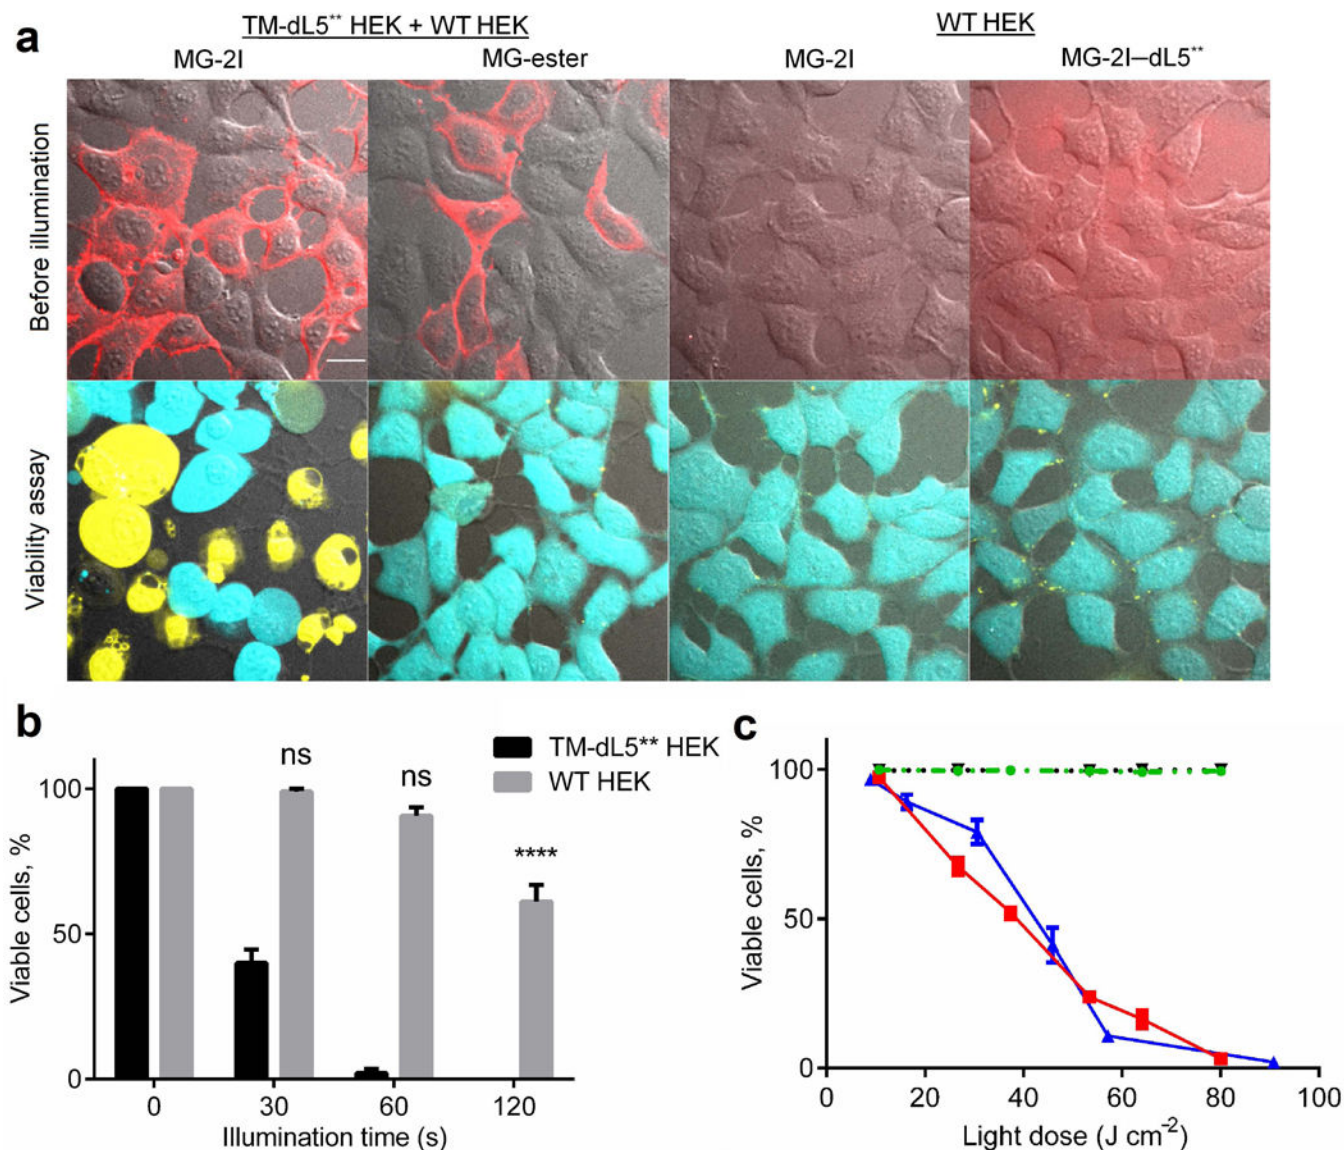 a
TM-dL5** HEK + WT HEK
WT HEK
MG-2I
MG-ester
MG-2I
MG-2I–dL5**
Before illumination
Viability assay
b
TM-dL5** HEK
WT HEK
ns
ns
****
Viable cells, %
100
50
0
0
30
60
120
Illumination time (s)
c
Viable cells, %
100
50
0
0
20
40
60
80
100
Light dose (J cm⁻²)